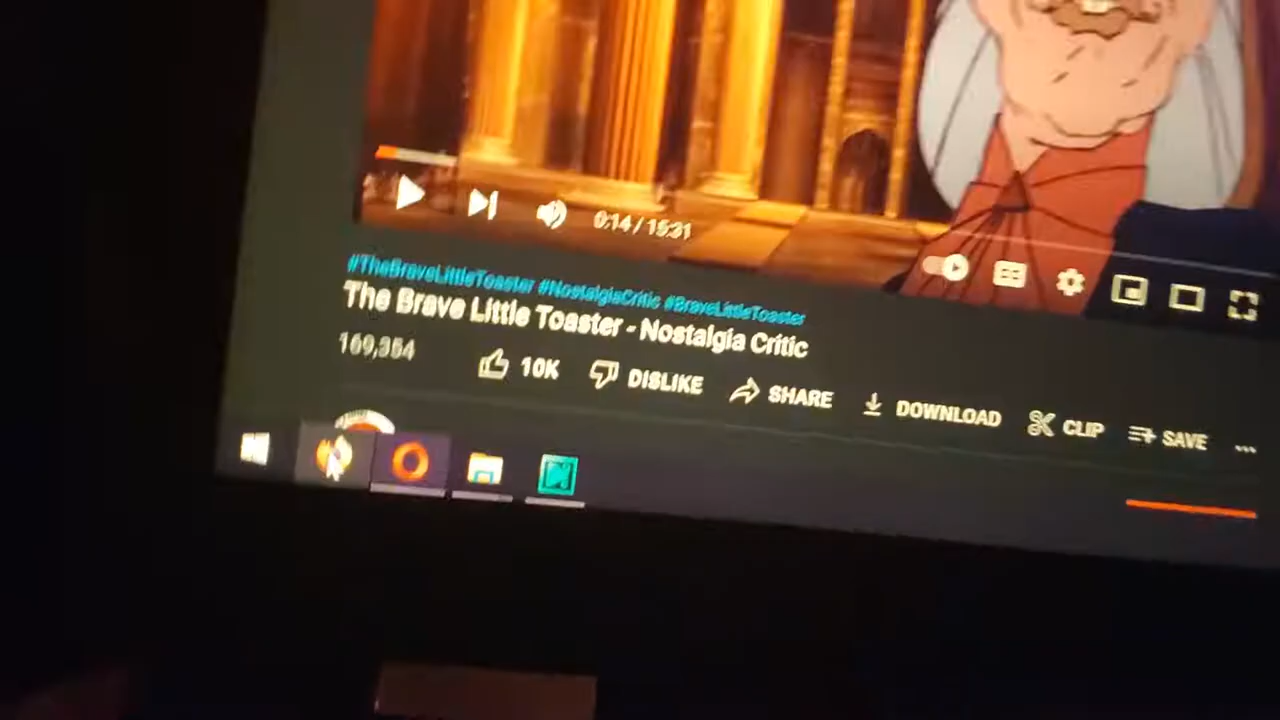 0:14 / 15:31
#TheBraveLittleToaster #NostalgiaCritic #BraveLittleToaster
The Brave Little Toaster - Nostalgia Critic
169,354
10K
DISLIKE
SHARE
DOWNLOAD
CLIP
SAVE
...